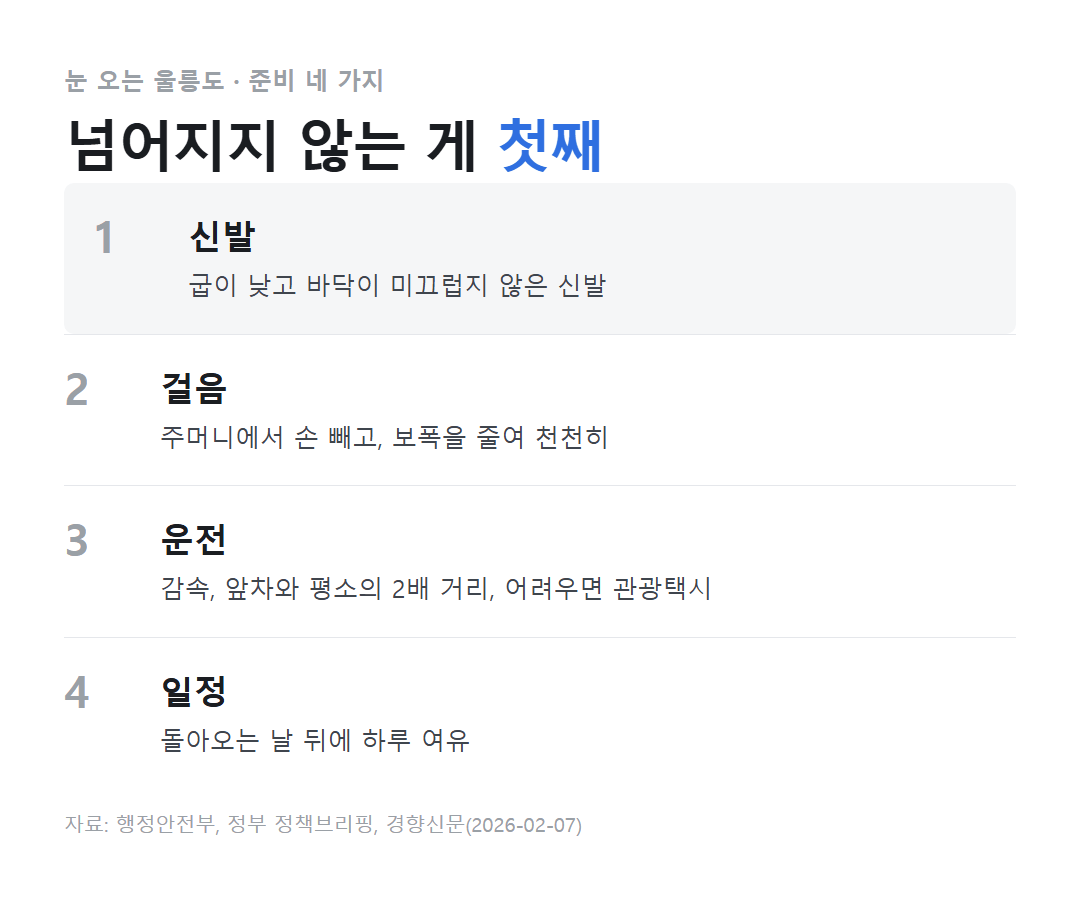 눈 오는 울릉도 · 준비 네 가지
넘어지지 않는 게 첫째
1
신발
굽이 낮고 바닥이 미끄럽지 않은 신발
2
걸음
주머니에서 손 빼고, 보폭을 줄여 천천히
3
운전
감속, 앞차와 평소의 2배 거리, 어려우면 관광택시
4
일정
돌아오는 날 뒤에 하루 여유
자료: 행정안전부, 정부 정책브리핑, 경향신문(2026-02-07)